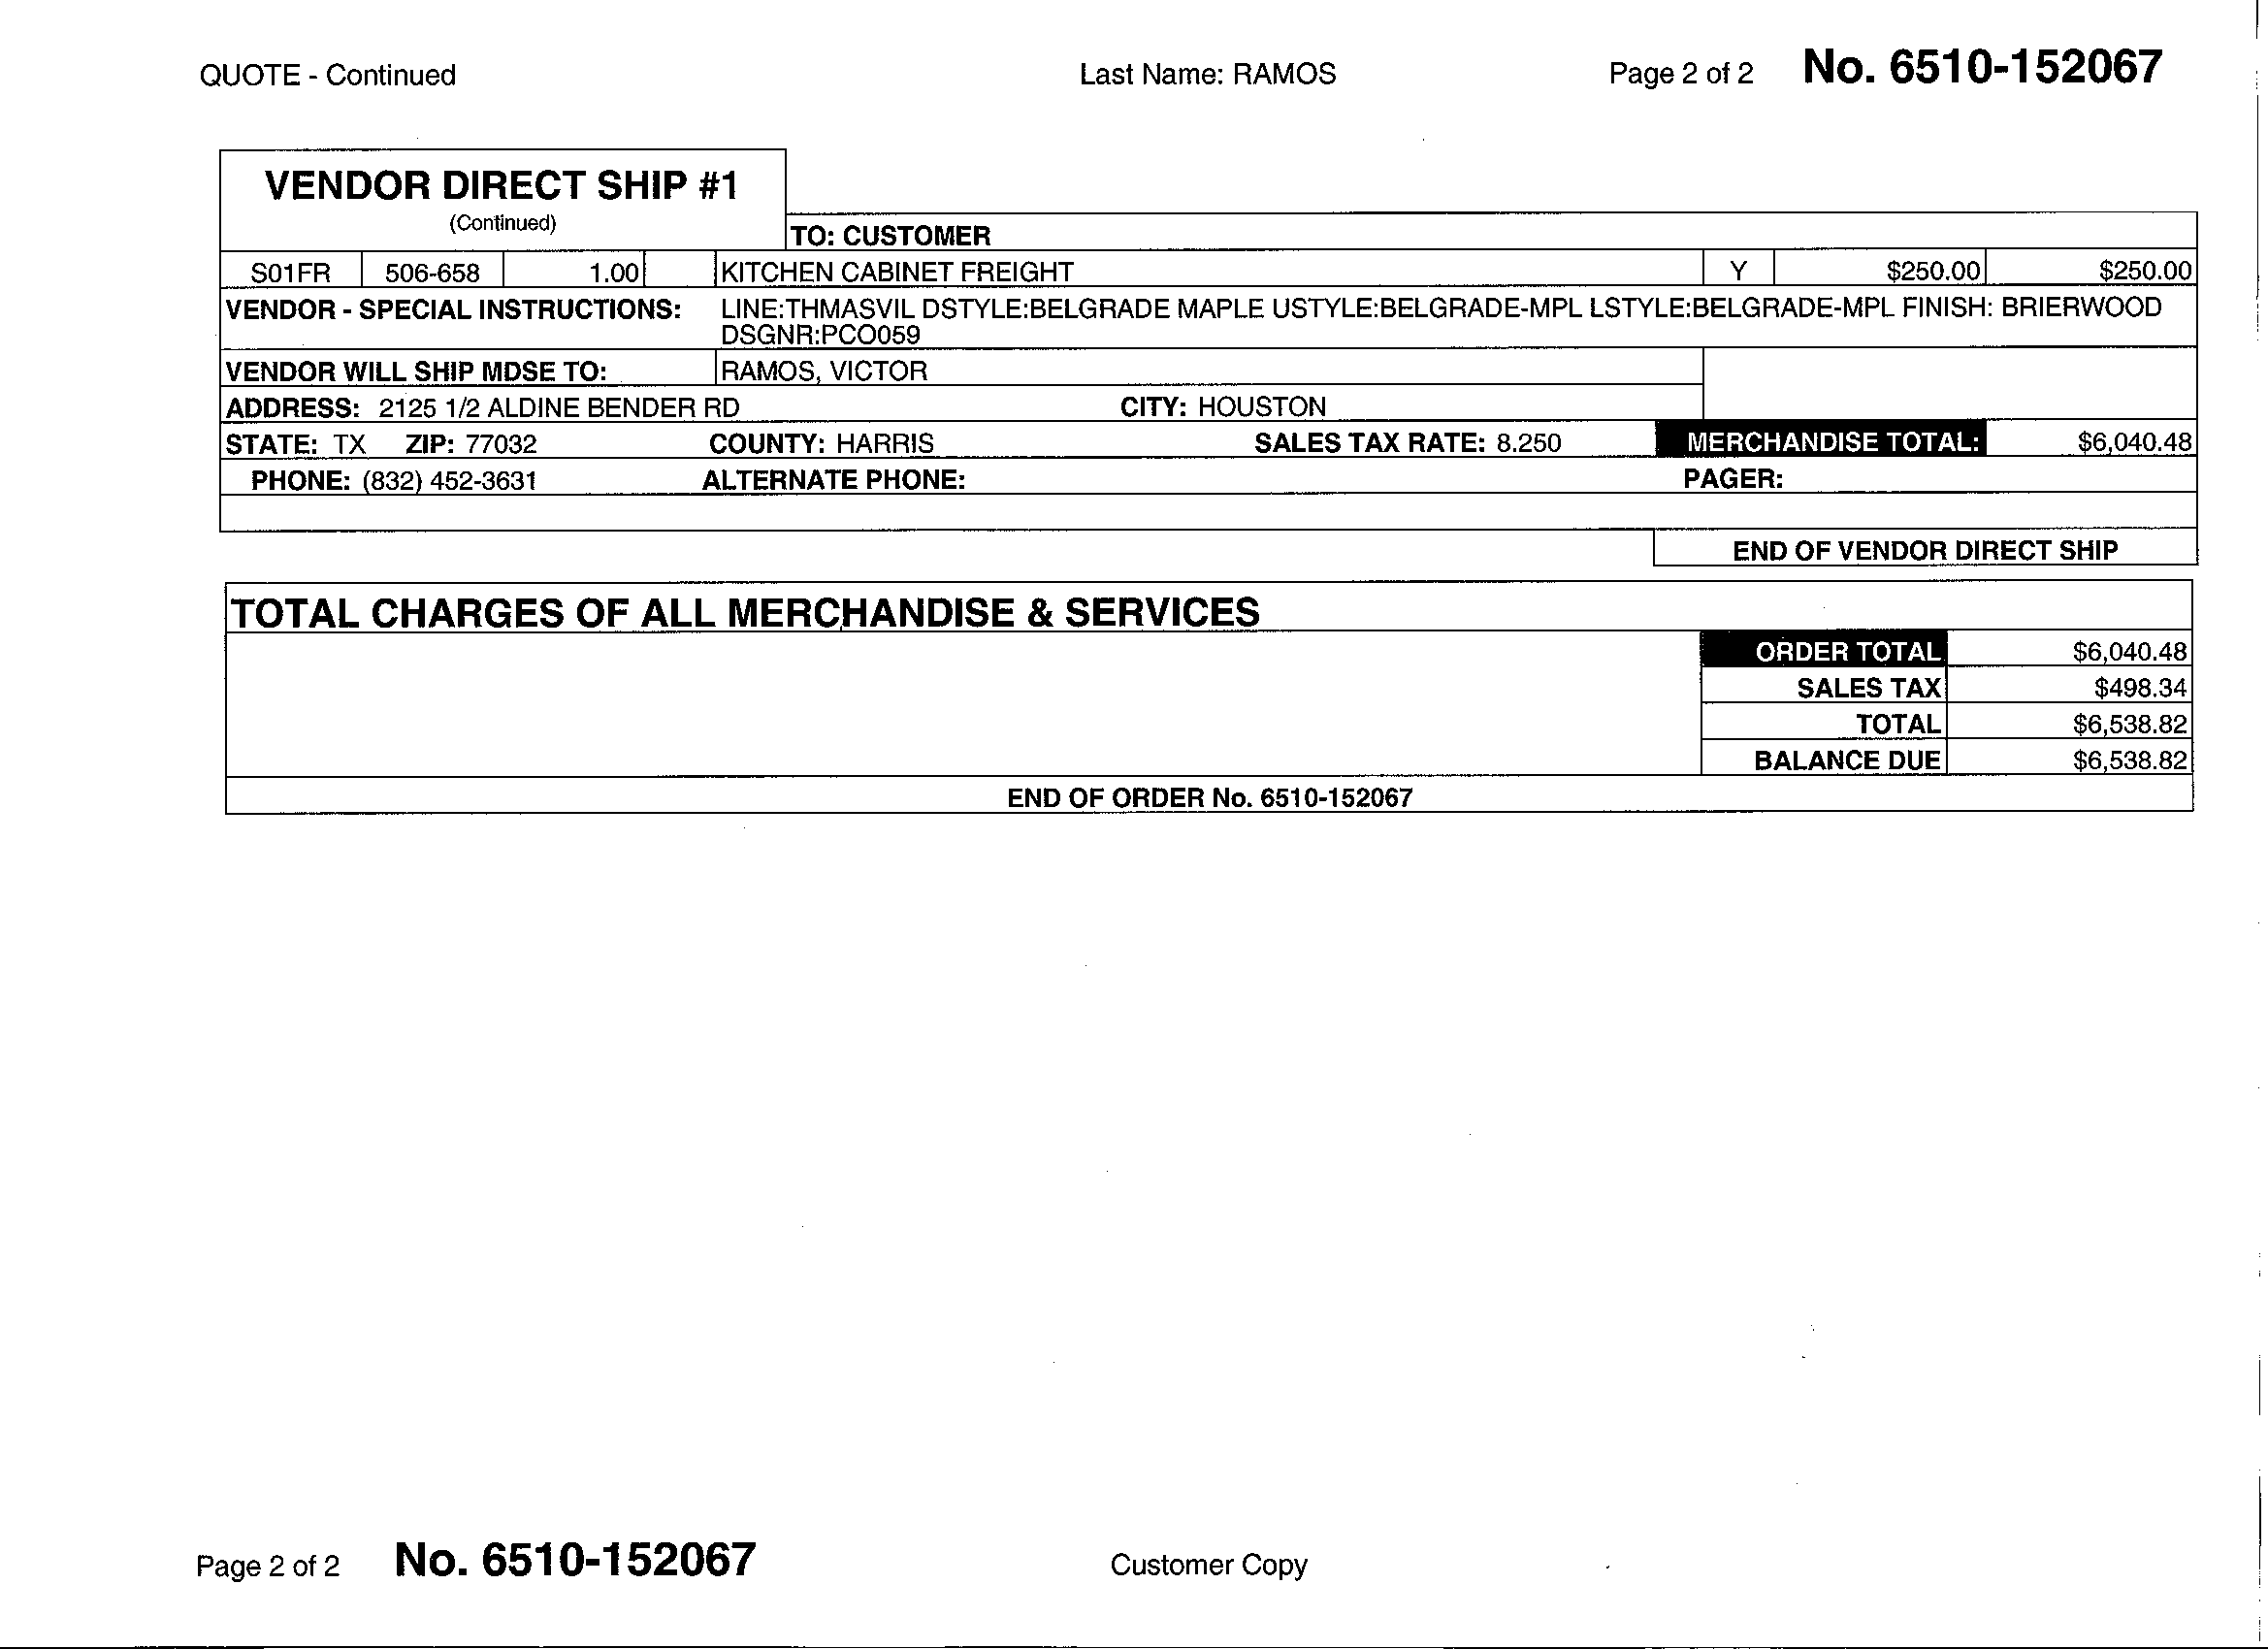 QUOTE - Continued Last Name: RAMOS Page 2 of 2 No. 6510-152067
VENDOR DIRECT SHIP #1
(Continued)
TO: CUSTOMER
S01FR 506-658 1.00 KITCHEN CABINET FREIGHT Y $250.00 $250.00
VENDOR - SPECIAL INSTRUCTIONS: LINE:THMASVIL DSTYLE:BELGRADE MAPLE USTYLE:BELGRADE-MPL LSTYLE:BELGRADE-MPL FINISH: BRIERWOOD
DSGNR:PCO059
VENDOR WILL SHIP MDSE TO: RAMOS, VICTOR
ADDRESS: 2125 1/2 ALDINE BENDER RD CITY: HOUSTON
STATE: TX ZIP: 77032 COUNTY: HARRIS SALES TAX RATE: 8.250 MERCHANDISE TOTAL: $6,040.48
PHONE: (832) 452-3631 ALTERNATE PHONE: PAGER:
END OF VENDOR DIRECT SHIP
TOTAL CHARGES OF ALL MERCHANDISE & SERVICES
ORDER TOTAL $6,040.48
SALES TAX $498.34
TOTAL $6,538.82
BALANCE DUE $6,538.82
END OF ORDER No. 6510-152067
Page 2 of 2 No. 6510-152067 Customer Copy